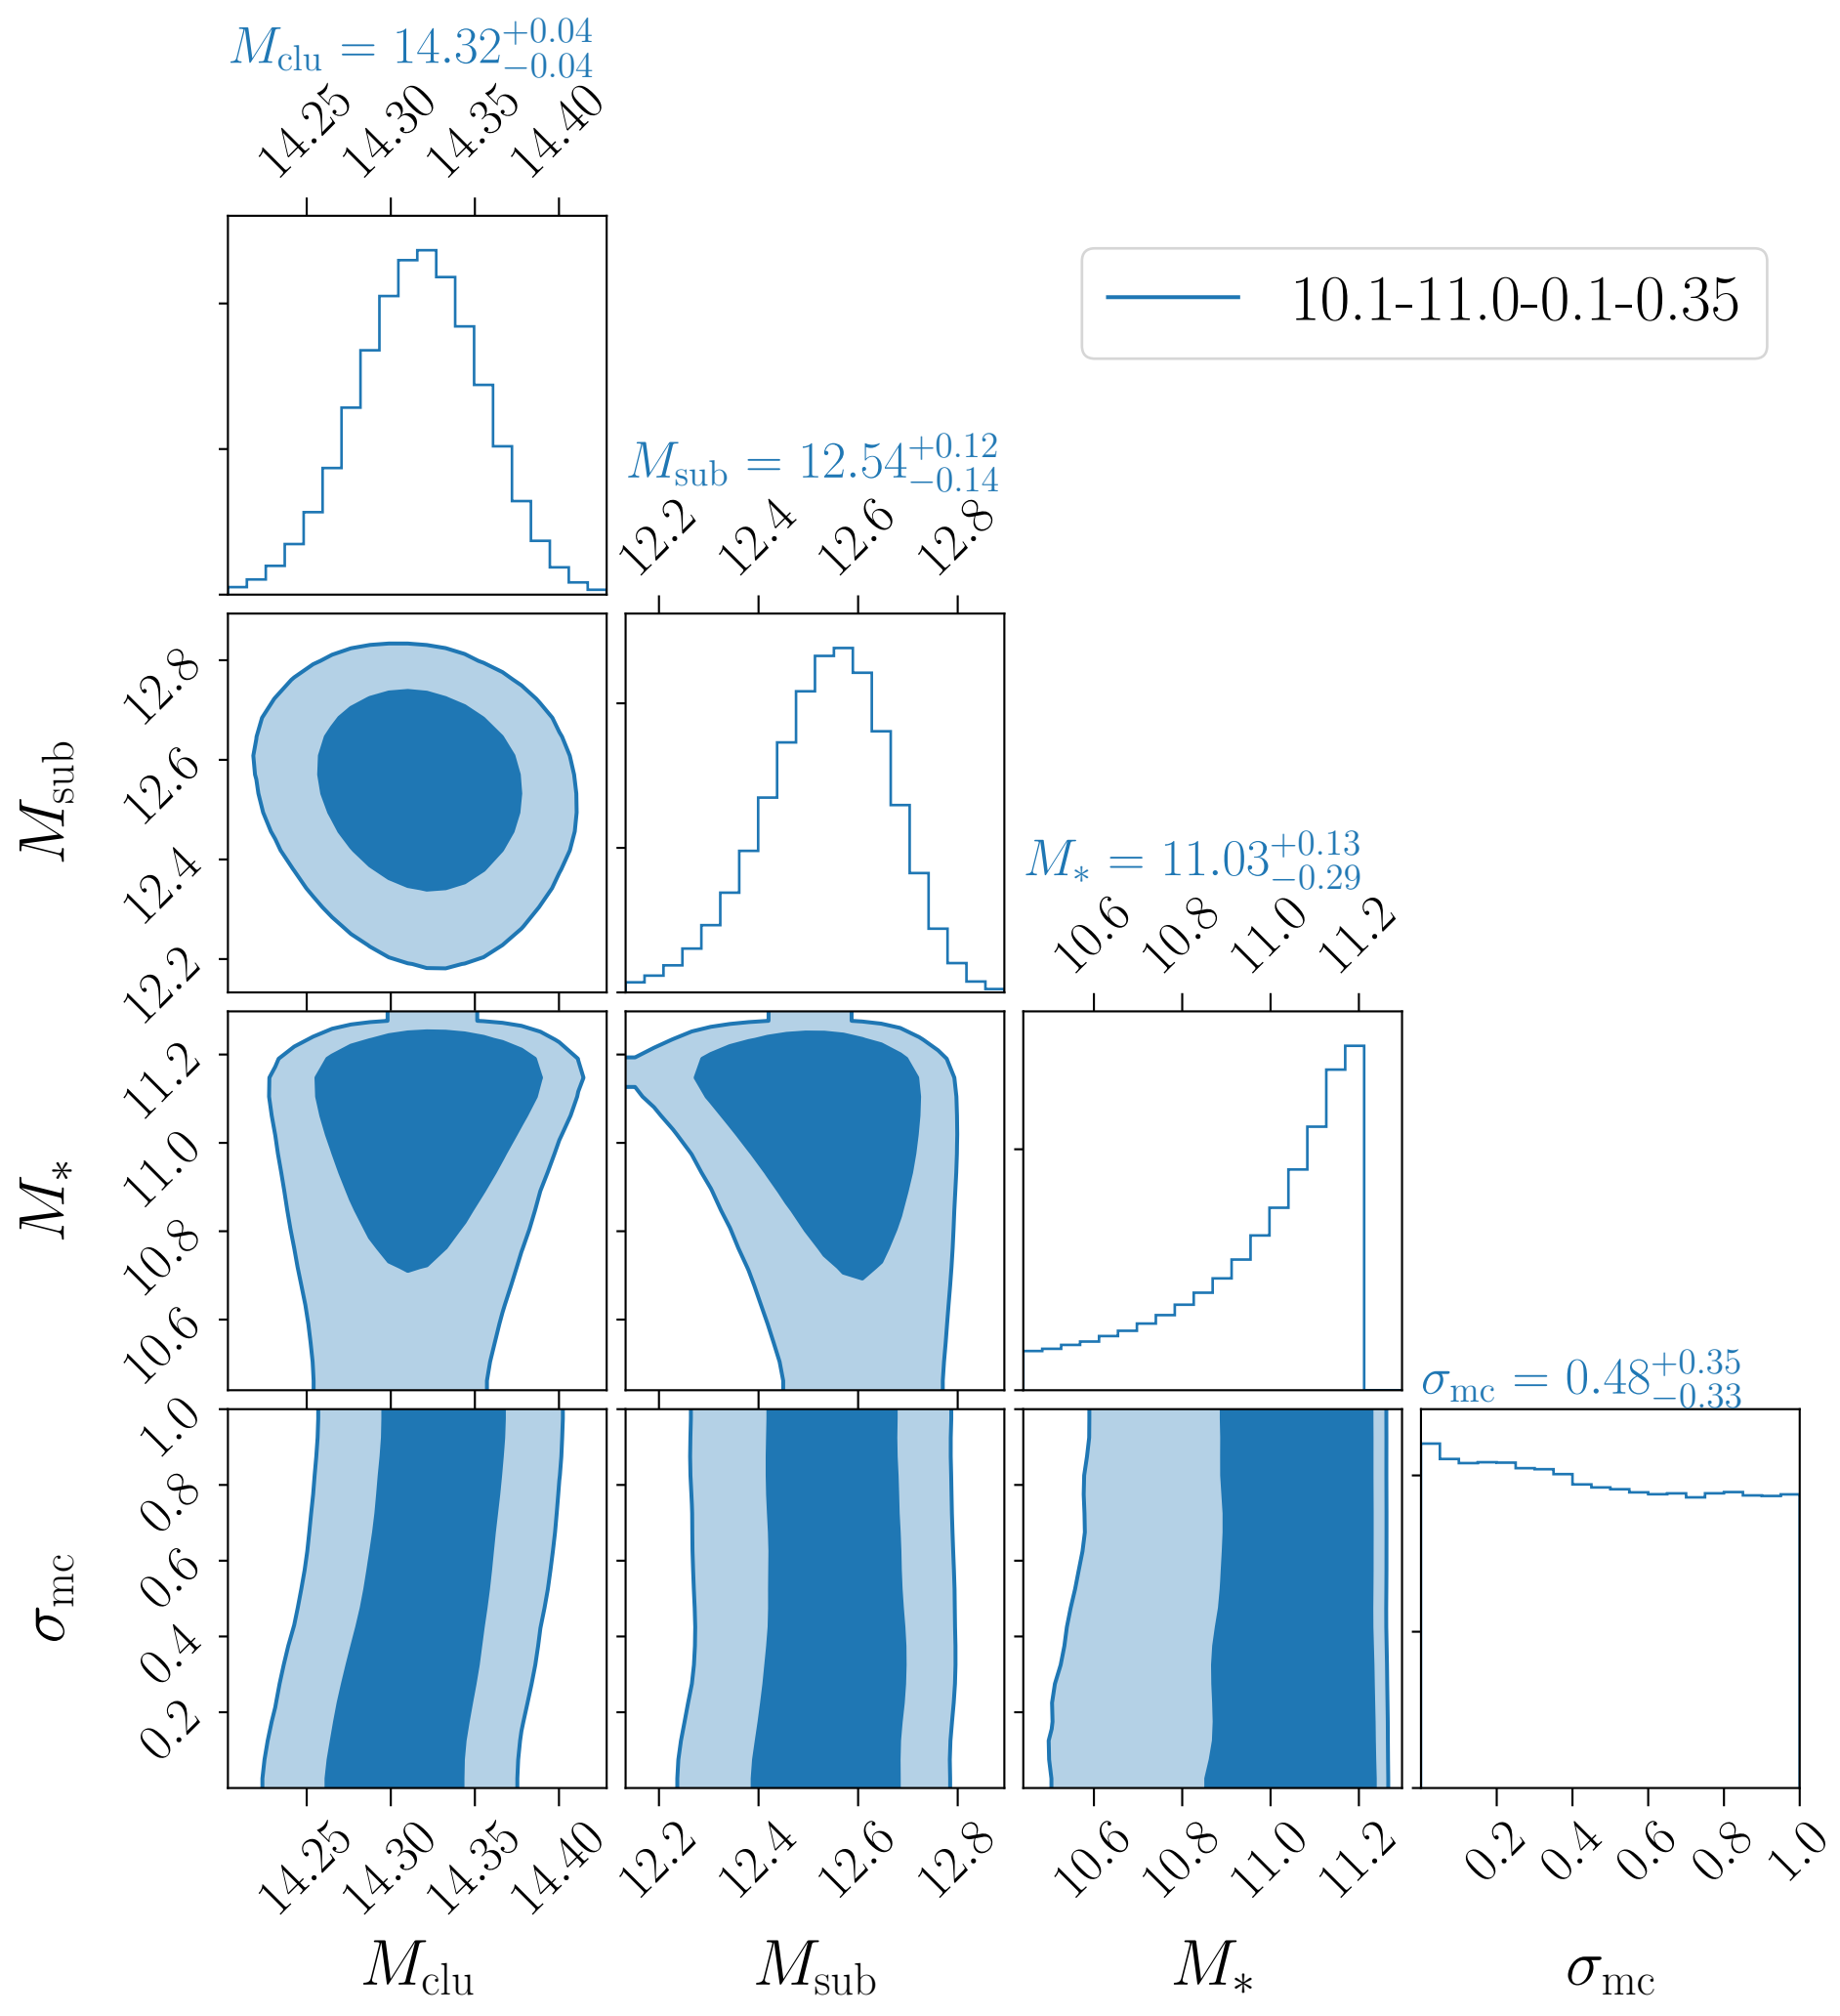 M_clu = 14.32^{+0.04}_{-0.04}
14.25 14.30 14.35 14.40
10.1-11.0-0.1-0.35
M_sub = 12.54^{+0.12}_{-0.14}
12.2 12.4 12.6 12.8
M_sub
12.8
12.6
12.4
12.2
M_* = 11.03^{+0.13}_{-0.29}
10.6 10.8 11.0 11.2
M_*
11.2
11.0
10.8
10.6
σ_mc = 0.48^{+0.35}_{-0.33}
σ_mc
1.0
0.8
0.6
0.4
0.2
14.25 14.30 14.35 14.40 12.2 12.4 12.6 12.8 10.6 10.8 11.0 11.2 0.2 0.4 0.6 0.8 1.0
M_clu M_sub M_* σ_mc